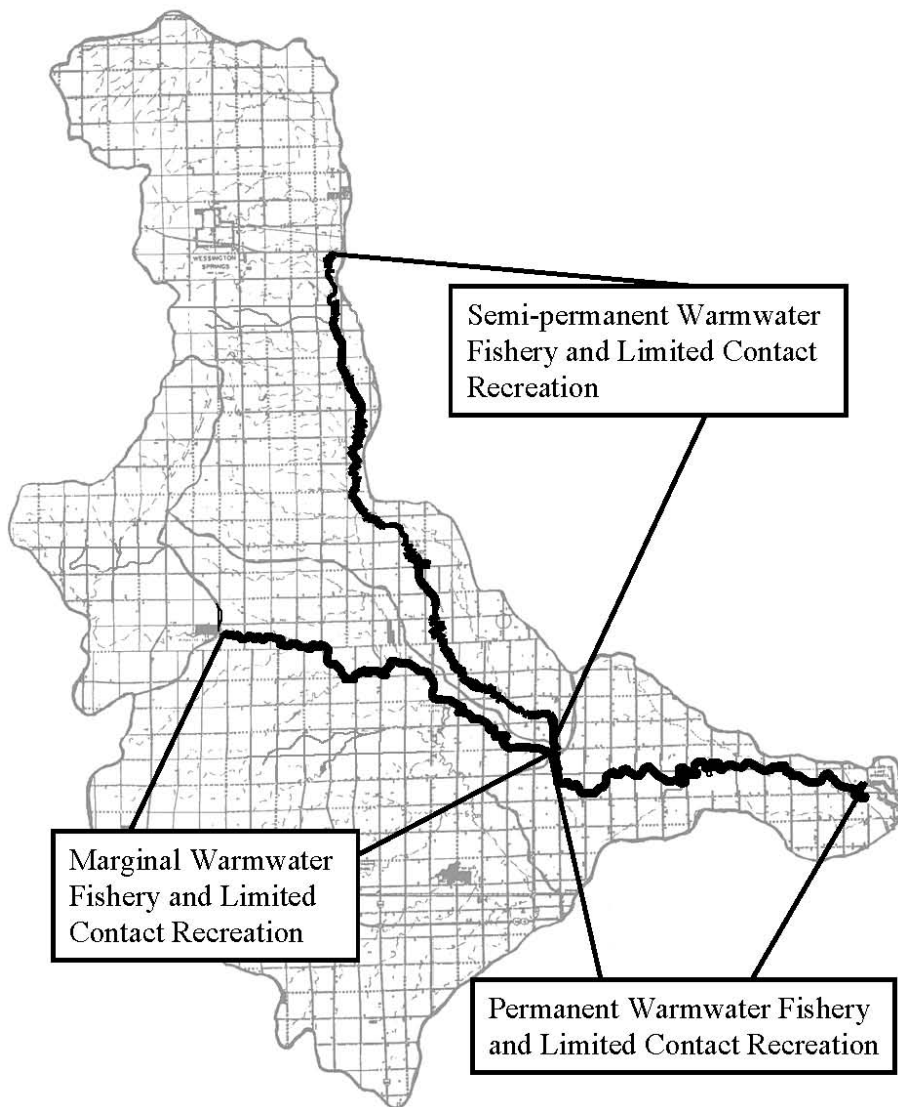 WESSINGTON
SPRINGS
Semi-permanent Warmwater
Fishery and Limited Contact
Recreation
Marginal Warmwater
Fishery and Limited
Contact Recreation
Permanent Warmwater Fishery
and Limited Contact Recreation